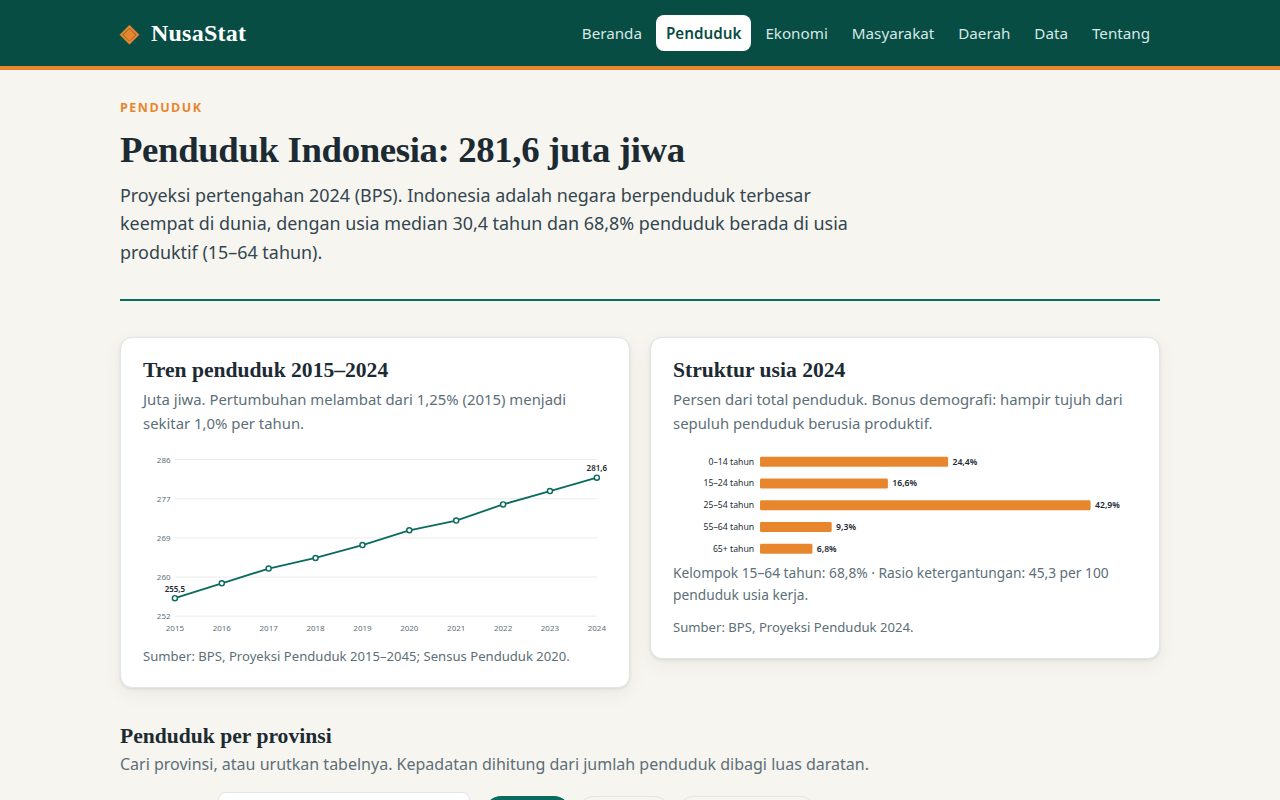 NusaStat
Beranda
Penduduk
Ekonomi
Masyarakat
Daerah
Data
Tentang
PENDUDUK
Penduduk Indonesia: 281,6 juta jiwa
Proyeksi pertengahan 2024 (BPS). Indonesia adalah negara berpenduduk terbesar
keempat di dunia, dengan usia median 30,4 tahun dan 68,8% penduduk berada di usia
produktif (15–64 tahun).
Tren penduduk 2015–2024
Juta jiwa. Pertumbuhan melambat dari 1,25% (2015) menjadi
sekitar 1,0% per tahun.
286
277
269
260
252
255,5
281,6
2015 2016 2017 2018 2019 2020 2021 2022 2023 2024
Sumber: BPS, Proyeksi Penduduk 2015–2045; Sensus Penduduk 2020.
Struktur usia 2024
Persen dari total penduduk. Bonus demografi: hampir tujuh dari
sepuluh penduduk berusia produktif.
0–14 tahun 24,4%
15–24 tahun 16,6%
25–54 tahun 42,9%
55–64 tahun 9,3%
65+ tahun 6,8%
Kelompok 15–64 tahun: 68,8% · Rasio ketergantungan: 45,3 per 100
penduduk usia kerja.
Sumber: BPS, Proyeksi Penduduk 2024.
Penduduk per provinsi
Cari provinsi, atau urutkan tabelnya. Kepadatan dihitung dari jumlah penduduk dibagi luas daratan.